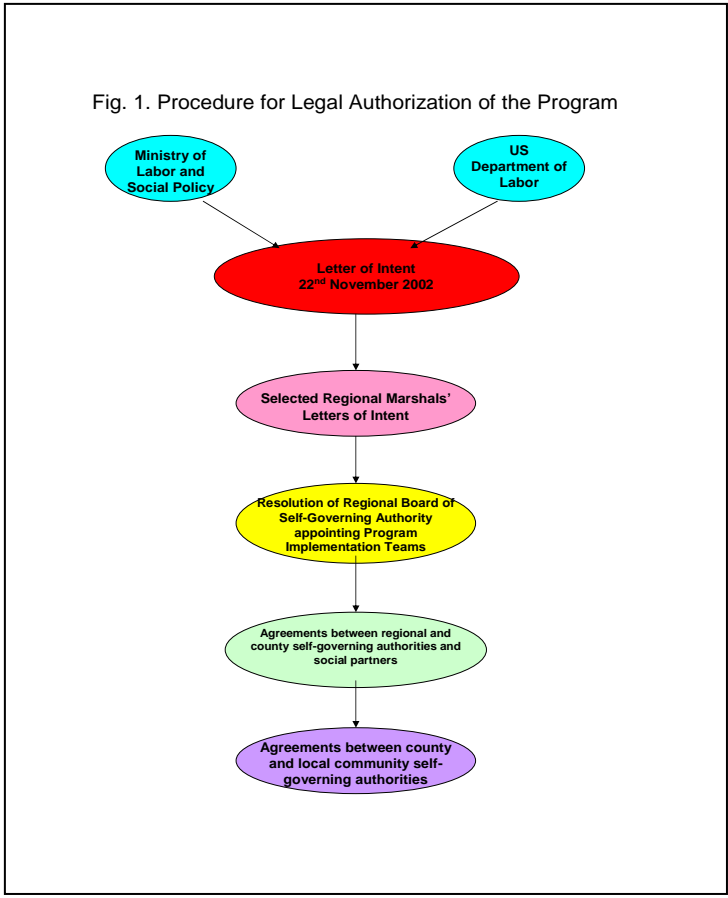 Fig. 1. Procedure for Legal Authorization of the Program
Ministry of
Labor and
Social Policy
US
Department of
Labor
Letter of Intent
22nd November 2002
Selected Regional Marshals’
Letters of Intent
Resolution of Regional Board of
Self-Governing Authority
appointing Program
Implementation Teams
Agreements between regional and
county self-governing authorities and
social partners
Agreements between county
and local community self-
governing authorities